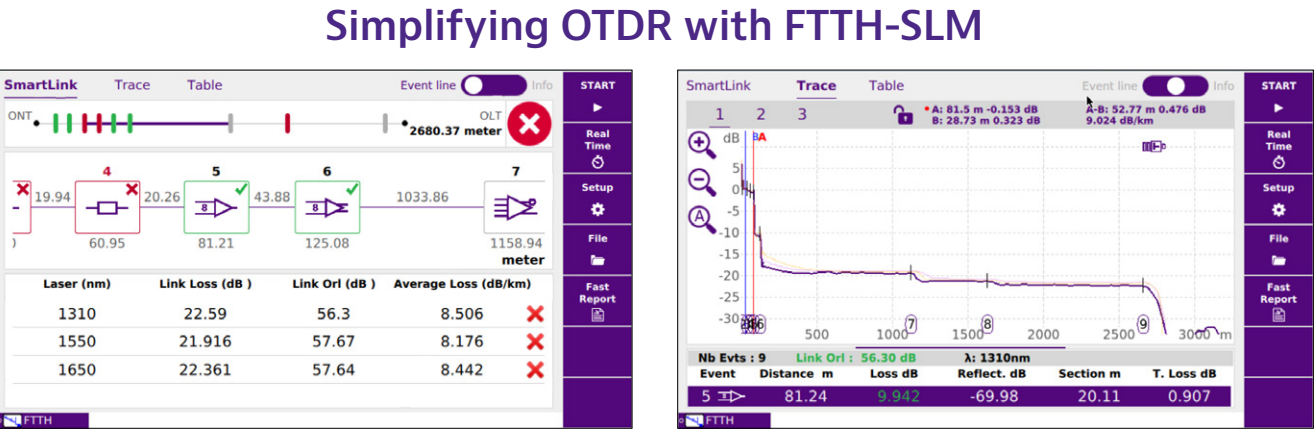 Simplifying OTDR with FTTH-SLM
SmartLink Trace Table Event line Info
ONT OLT
2680.37 meter
4 5 6 7
19.94 20.26 43.88 1033.86
8 8
60.95 81.21 125.08 1158.94
meter
Laser (nm) Link Loss (dB ) Link Orl (dB ) Average Loss (dB/km)
1310 22.59 56.3 8.506
1550 21.916 57.67 8.176
1650 22.361 57.64 8.442
FTTH
START
Real
Time
Setup
File
Fast
Report
SmartLink Trace Table Event line Info
1 2 3
A: 81.5 m -0.153 dB A-B: 52.77 m 0.476 dB
B: 28.73 m 0.323 dB 9.024 dB/km
dB BA
5
0
-5
A
-10
-15
-20
-25
-30
6 7 8 9
500 1000 1500 2000 2500 3000 m
Nb Evts : 9 Link Orl : 56.30 dB λ: 1310nm
Event Distance m Loss dB Reflect. dB Section m T. Loss dB
5 81.24 9.942 -69.98 20.11 0.907
FTTH
START
Real
Time
Setup
File
Fast
Report